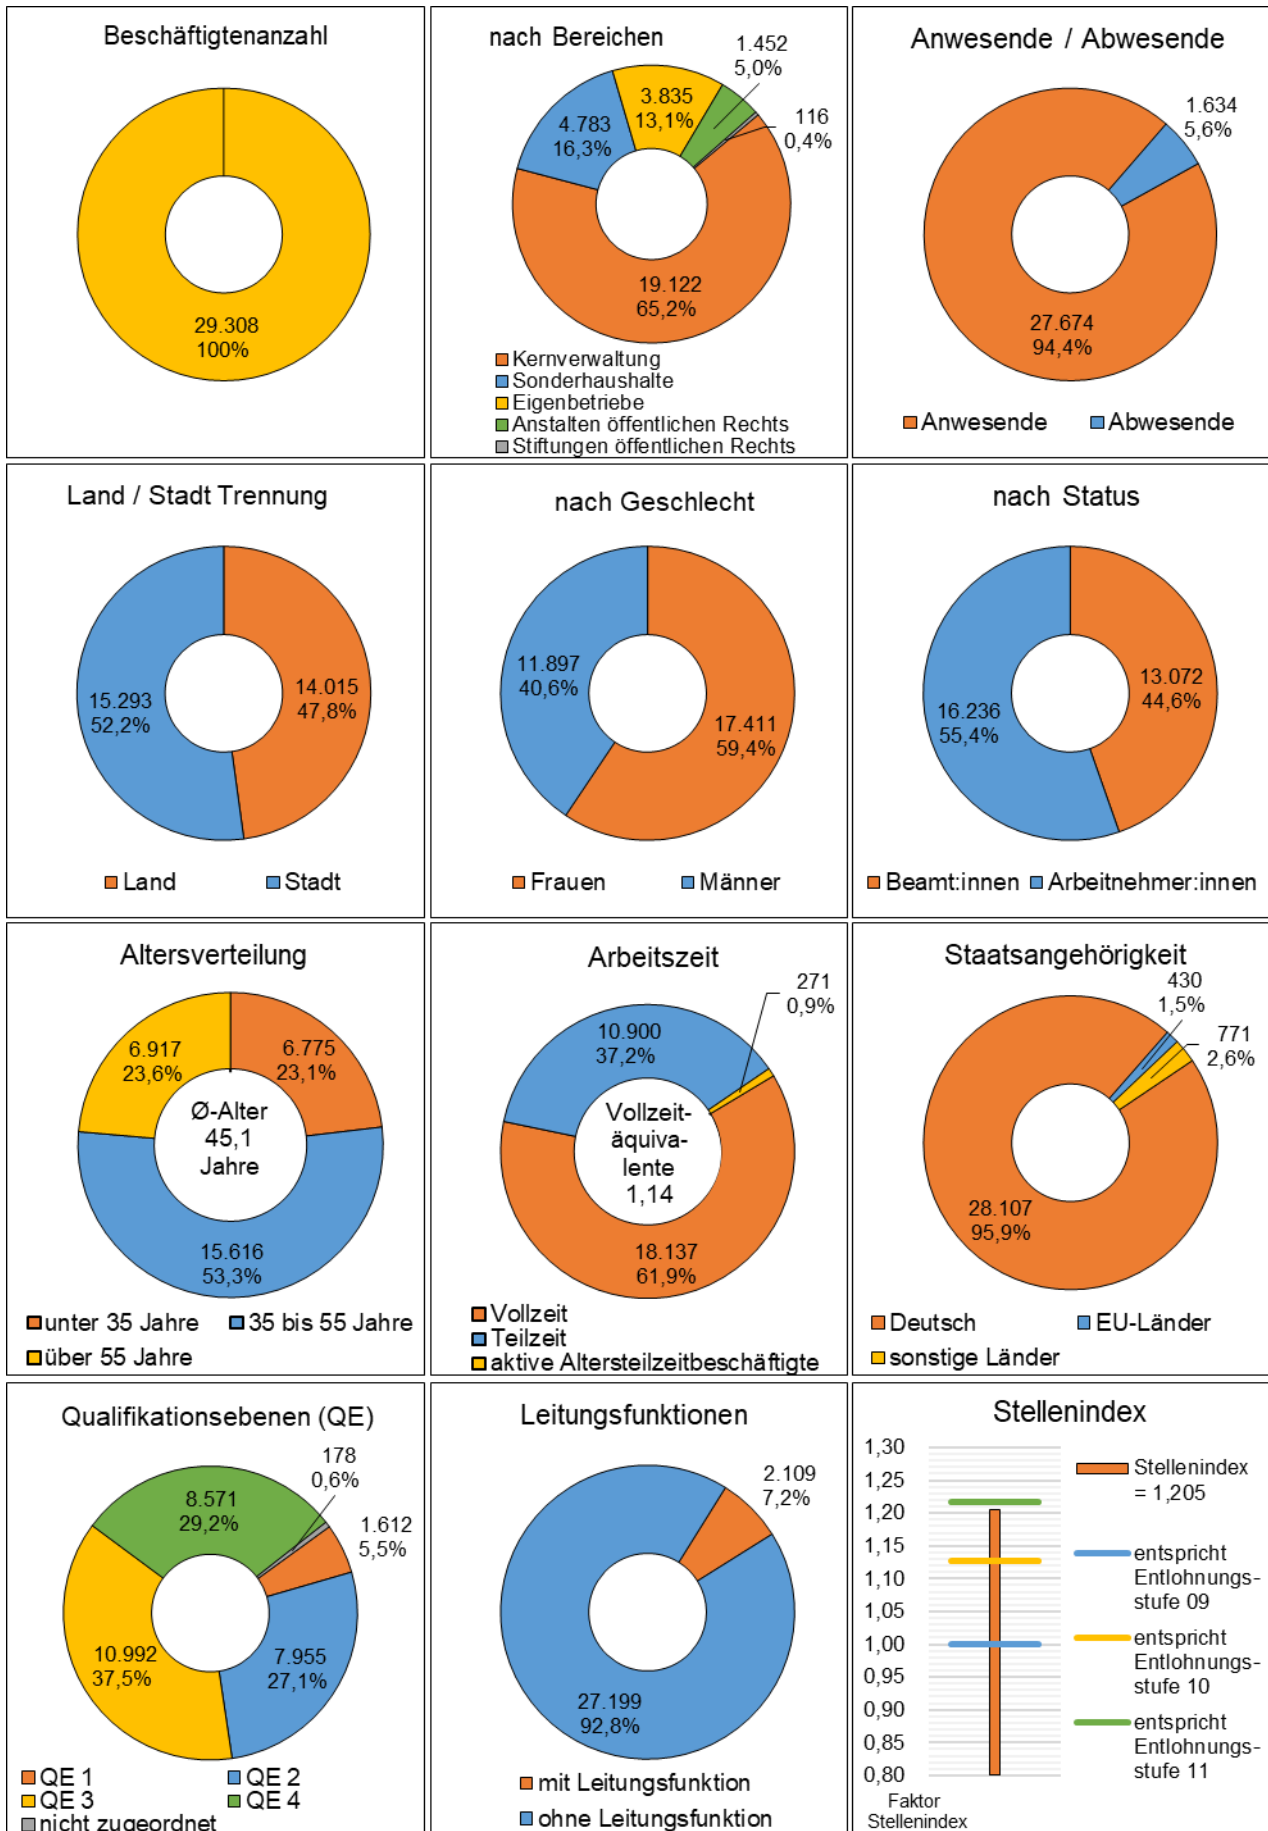 Beschäftigtenanzahl
29.308
100%
nach Bereichen
1.452
5,0%
3.835
13,1%
116
0,4%
4.783
16,3%
19.122
65,2%
Kernverwaltung
Sonderhaushalte
Eigenbetriebe
Anstalten öffentlichen Rechts
Stiftungen öffentlichen Rechts
Anwesende / Abwesende
1.634
5,6%
27.674
94,4%
Anwesende Abwesende
Land / Stadt Trennung
15.293
52,2%
14.015
47,8%
Land Stadt
nach Geschlecht
11.897
40,6%
17.411
59,4%
Frauen Männer
nach Status
13.072
44,6%
16.236
55,4%
Beamt:innen Arbeitnehmer:innen
Altersverteilung
6.917
23,6%
6.775
23,1%
Ø-Alter
45,1
Jahre
15.616
53,3%
unter 35 Jahre 35 bis 55 Jahre
über 55 Jahre
Arbeitszeit
271
0,9%
10.900
37,2%
Vollzeit-
äquiva-
lente
1,14
18.137
61,9%
Vollzeit
Teilzeit
aktive Altersteilzeitbeschäftigte
Staatsangehörigkeit
430
1,5%
771
2,6%
28.107
95,9%
Deutsch EU-Länder
sonstige Länder
Qualifikationsebenen (QE)
178
0,6%
8.571
29,2%
1.612
5,5%
10.992
37,5%
7.955
27,1%
QE 1 QE 2
QE 3 QE 4
nicht zugeordnet
Leitungsfunktionen
2.109
7,2%
27.199
92,8%
mit Leitungsfunktion
ohne Leitungsfunktion
Stellenindex
1,30
1,25
1,20
1,15
1,10
1,05
1,00
0,95
0,90
0,85
0,80
Faktor
Stellenindex
Stellenindex
= 1,205
entspricht
Entlohnungs-
stufe 09
entspricht
Entlohnungs-
stufe 10
entspricht
Entlohnungs-
stufe 11